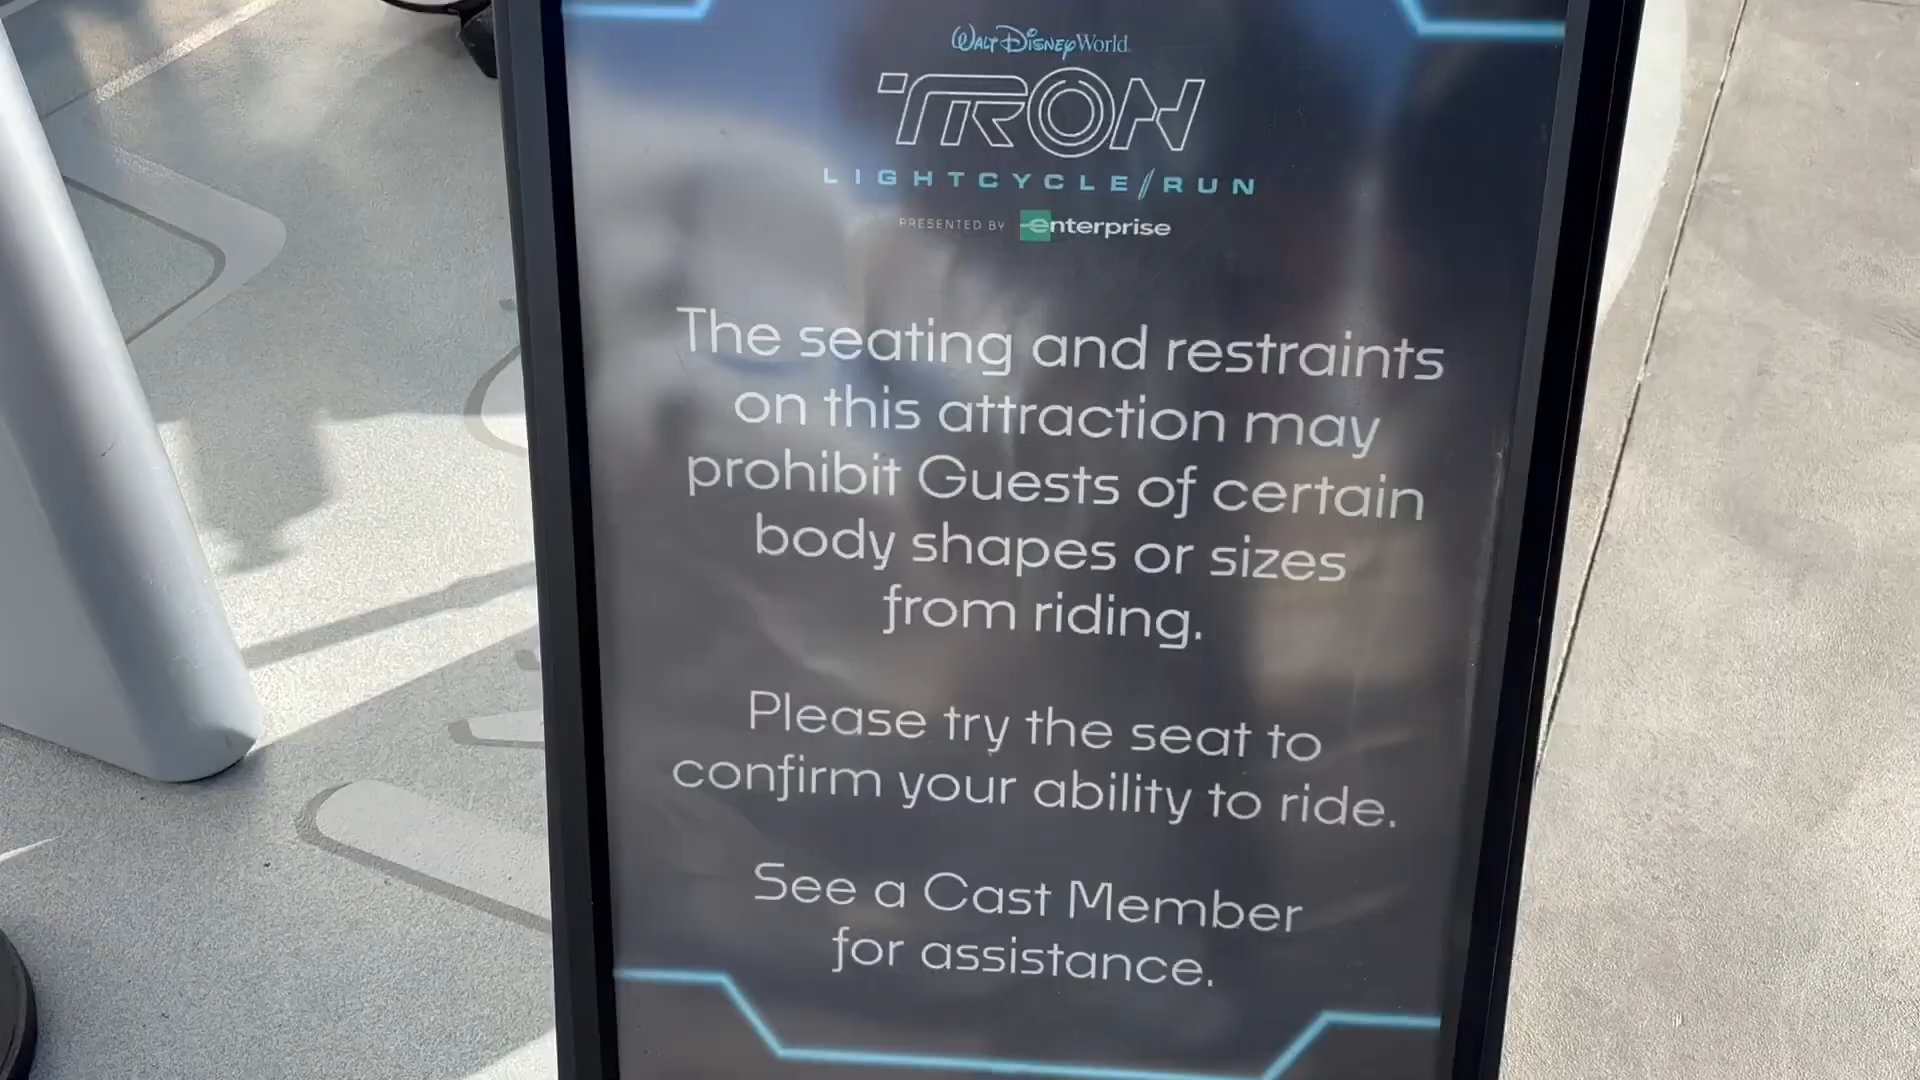 Walt Disney World
TRON
LIGHTCYCLE//RUN
PRESENTED BY enterprise
The seating and restraints
on this attraction may
prohibit Guests of certain
body shapes or sizes
from riding.
Please try the seat to
confirm your ability to ride.
See a Cast Member
for assistance.